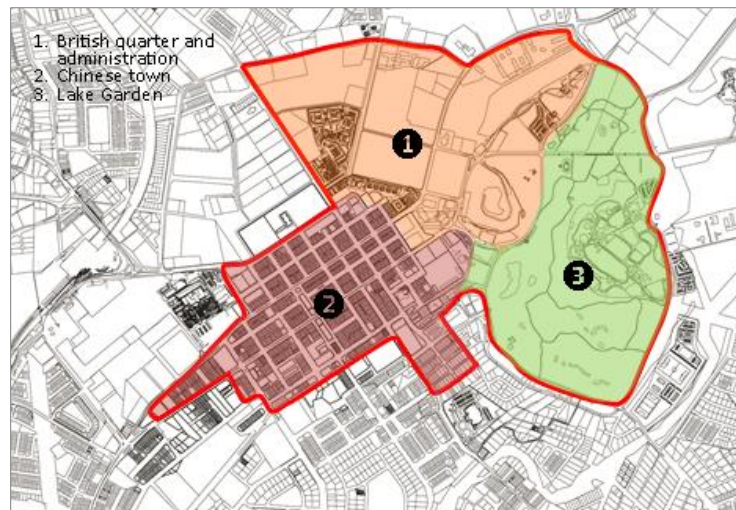 1. British quarter and
administration
2. Chinese town
3. Lake Garden
1
2
3